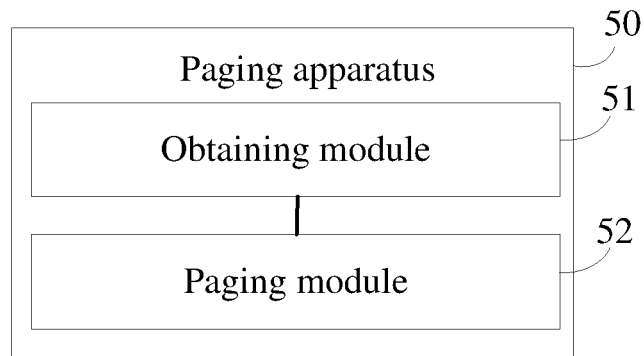 50
Paging apparatus
51
Obtaining module
52
Paging module